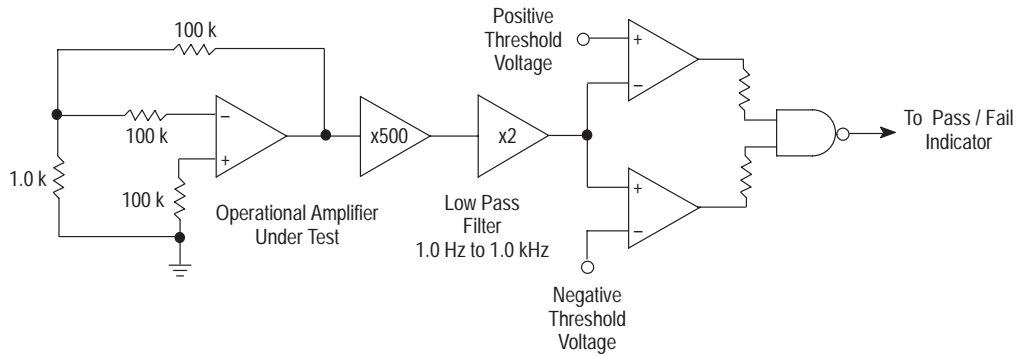 100 k
100 k
1.0 k
100 k
−
+
Operational Amplifier
Under Test
x500
x2
Low Pass
Filter
1.0 Hz to 1.0 kHz
Positive
Threshold
Voltage
+
−
+
−
Negative
Threshold
Voltage
To Pass / Fail
Indicator